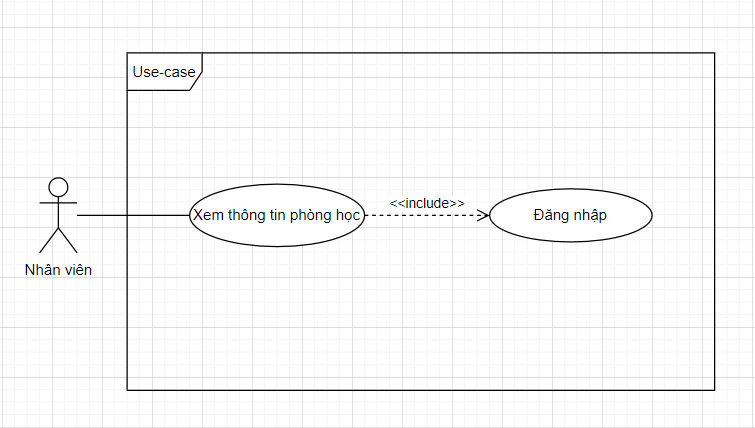 Use-case
Xem thông tin phòng học
<<include>>
Đăng nhập
Nhân viên